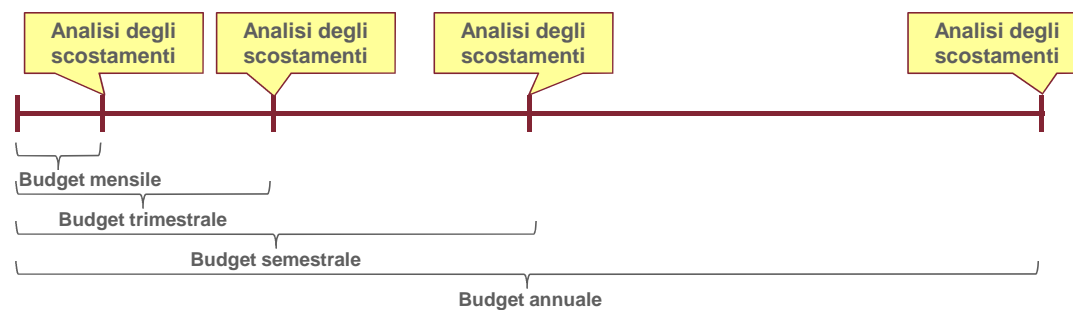 Analisi degli
scostamenti
Analisi degli
scostamenti
Analisi degli
scostamenti
Analisi degli
scostamenti
Budget mensile
Budget trimestrale
Budget semestrale
Budget annuale